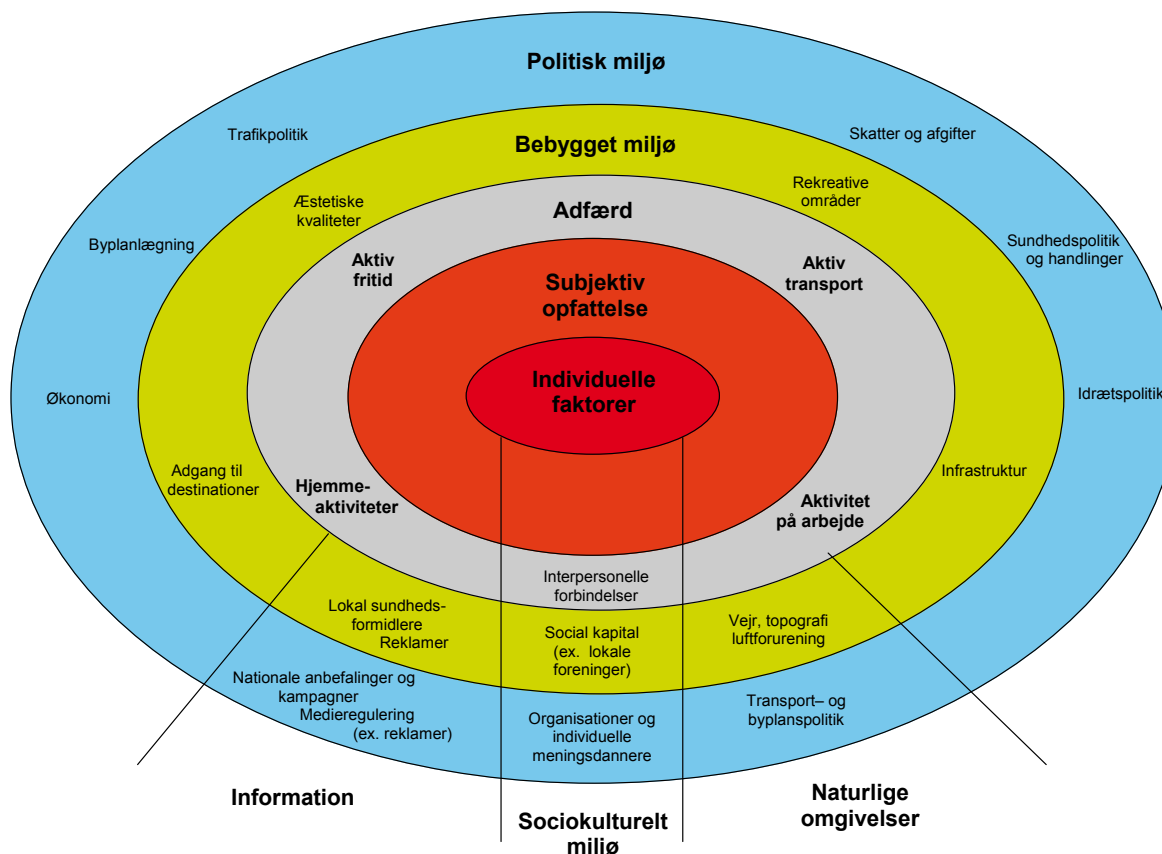 Politisk miljø
Trafikpolitik
Skatter og afgifter
Bebygget miljø
Æstetiske
kvaliteter
Rekreative
områder
Byplanlægning
Sundhedspolitik
og handlinger
Adfærd
Aktiv
fritid
Aktiv
transport
Subjektiv
opfattelse
Individuelle
faktorer
Økonomi
Idrætspolitik
Adgang til
destinationer
Infrastruktur
Hjemme-
aktiviteter
Aktivitet
på arbejde
Interpersonelle
forbindelser
Lokal sundheds-
formidlere
Reklamer
Social kapital
(ex. lokale
foreninger)
Vejr, topografi
luftforurening
Nationale anbefalinger og
kampagner
Medieregulering
(ex. reklamer)
Organisationer og
individuelle
meningsdannere
Transport– og
byplanspolitik
Information
Sociokulturelt
miljø
Naturlige
omgivelser